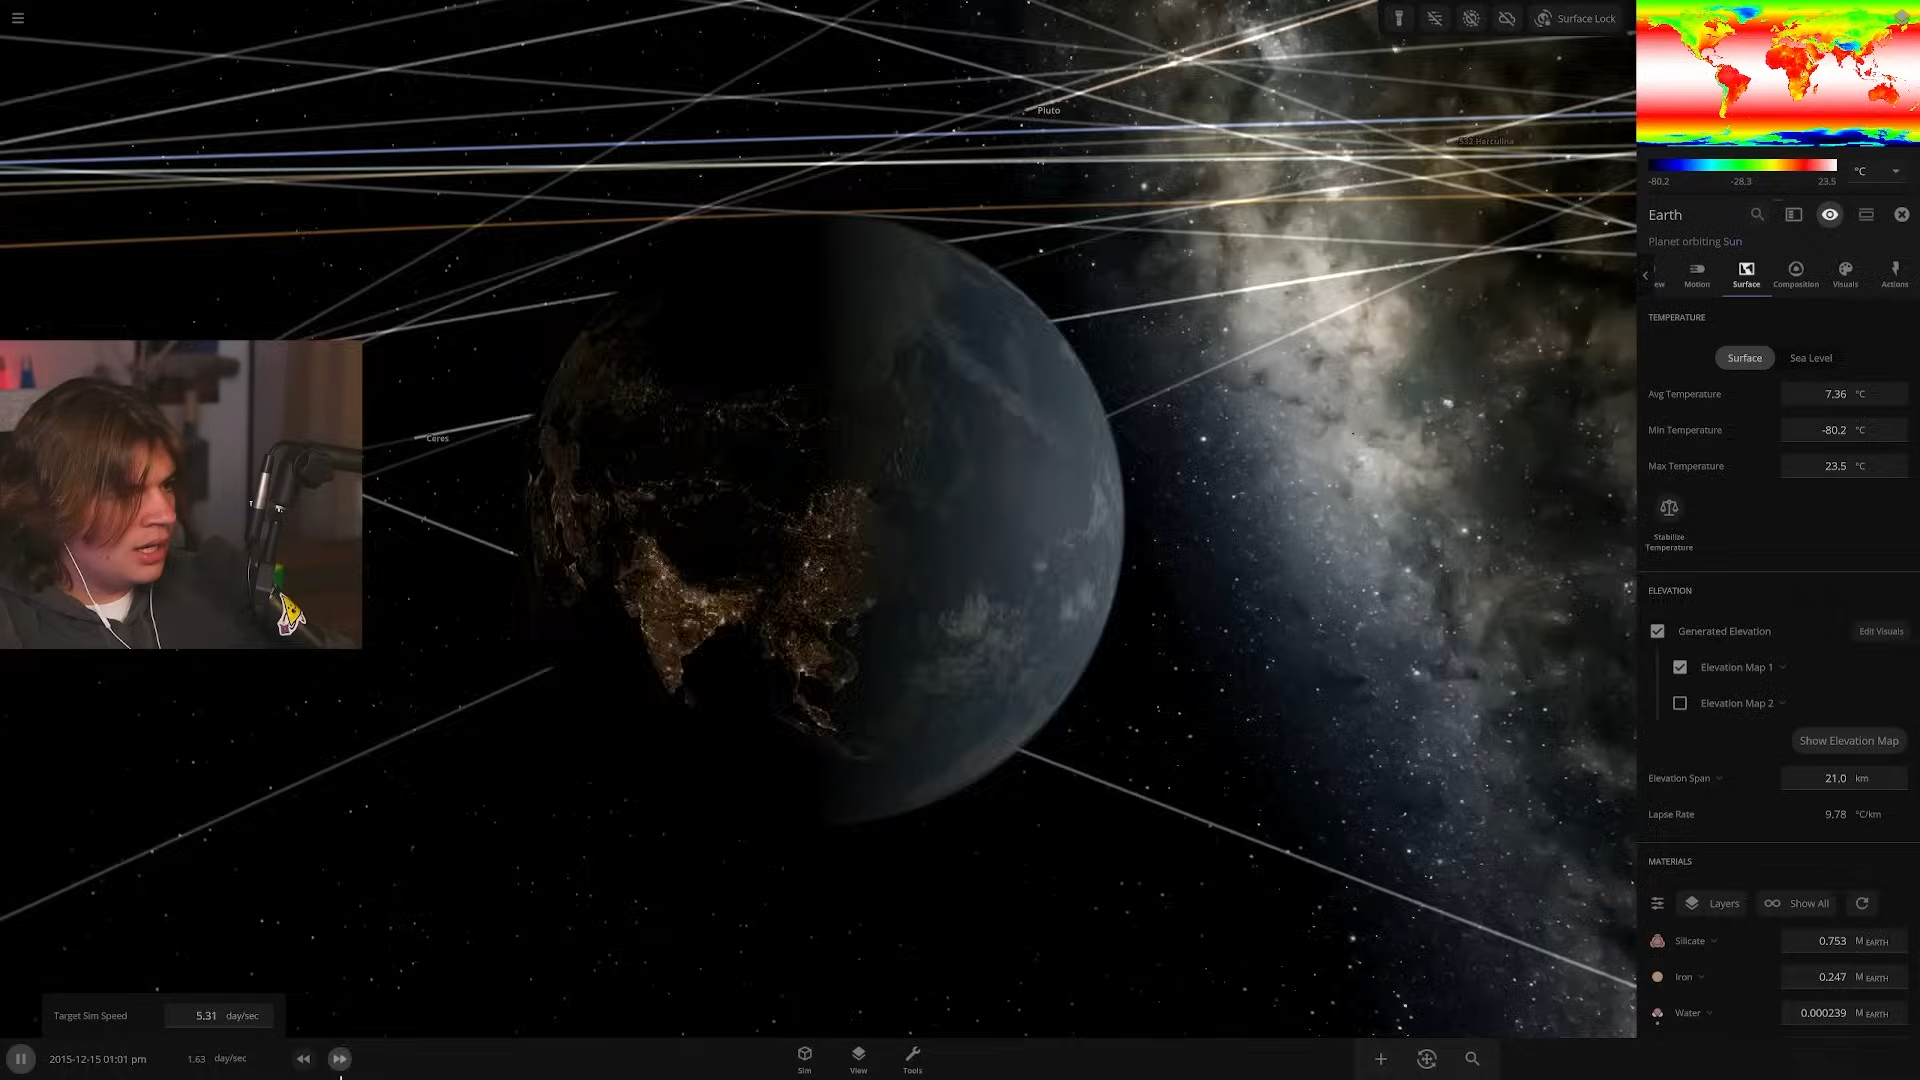 Surface Lock
Pluto
532 Herculina
Ceres
-80.2
-28.3
23.5
°C
Earth
Planet orbiting Sun
ew
Motion
Surface
Composition
Visuals
Actions
TEMPERATURE
Surface
Sea Level
Avg Temperature
7.36 °C
Min Temperature
-80.2 °C
Max Temperature
23.5 °C
Stabilize
Temperature
ELEVATION
Generated Elevation
Edit Visuals
Elevation Map 1
Elevation Map 2
Show Elevation Map
Elevation Span
21.0 km
Lapse Rate
9.78 °C/km
MATERIALS
Layers
Show All
Silicate
0.753 M EARTH
Iron
0.247 M EARTH
Water
0.000239 M EARTH
Target Sim Speed
5.31 day/sec
2015-12-15 01:01 pm
1.63 day/sec
Sim
View
Tools